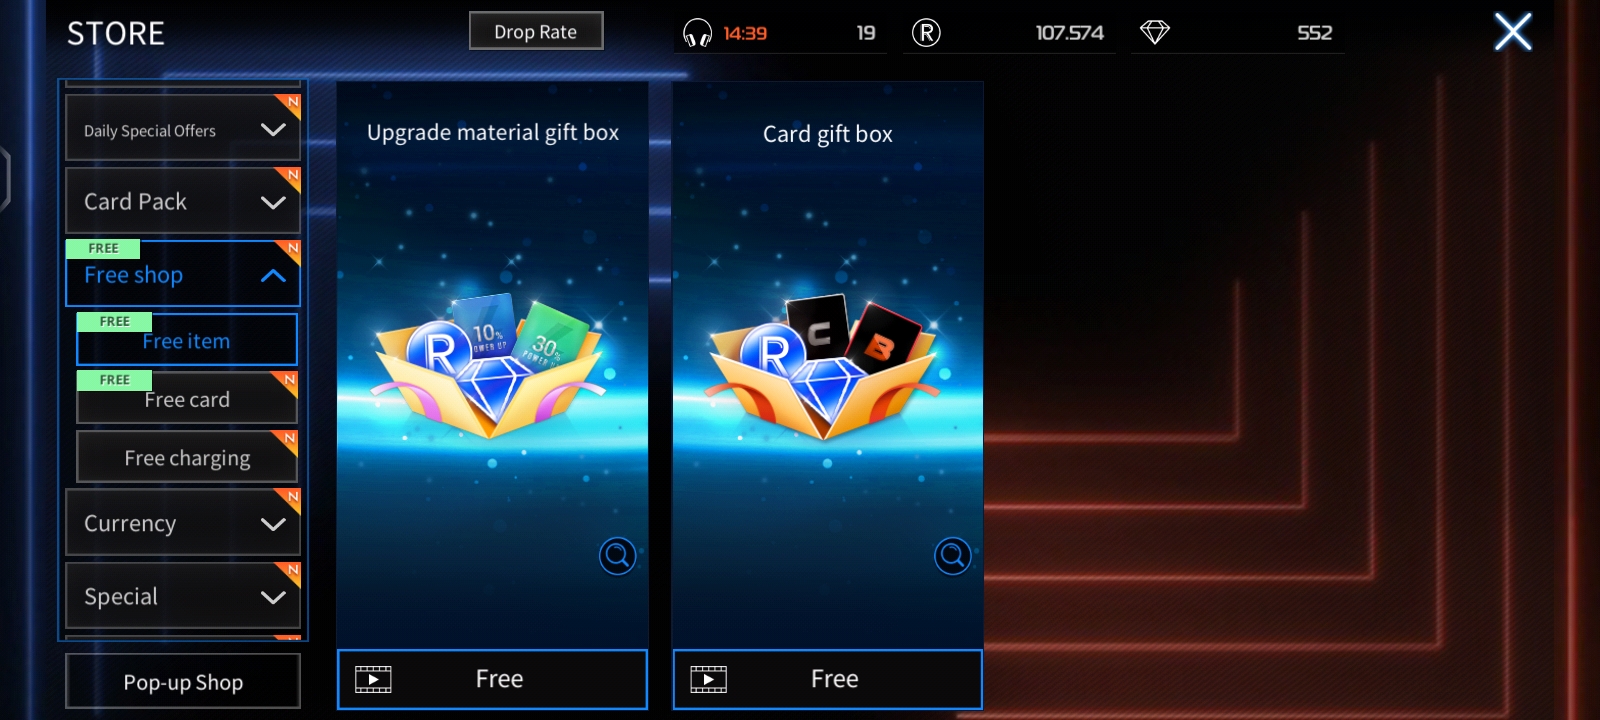 STORE
Drop Rate
14:39
19
R
107.574
552
N
Daily Special Offers
N
Card Pack
FREE
N
Free shop
FREE
Free item
FREE
N
Free card
N
Free charging
N
Currency
N
Special
Pop-up Shop
Upgrade material gift box
R
10%
POWER UP
30%
POWER UP
Free
Card gift box
R
C
B
Free